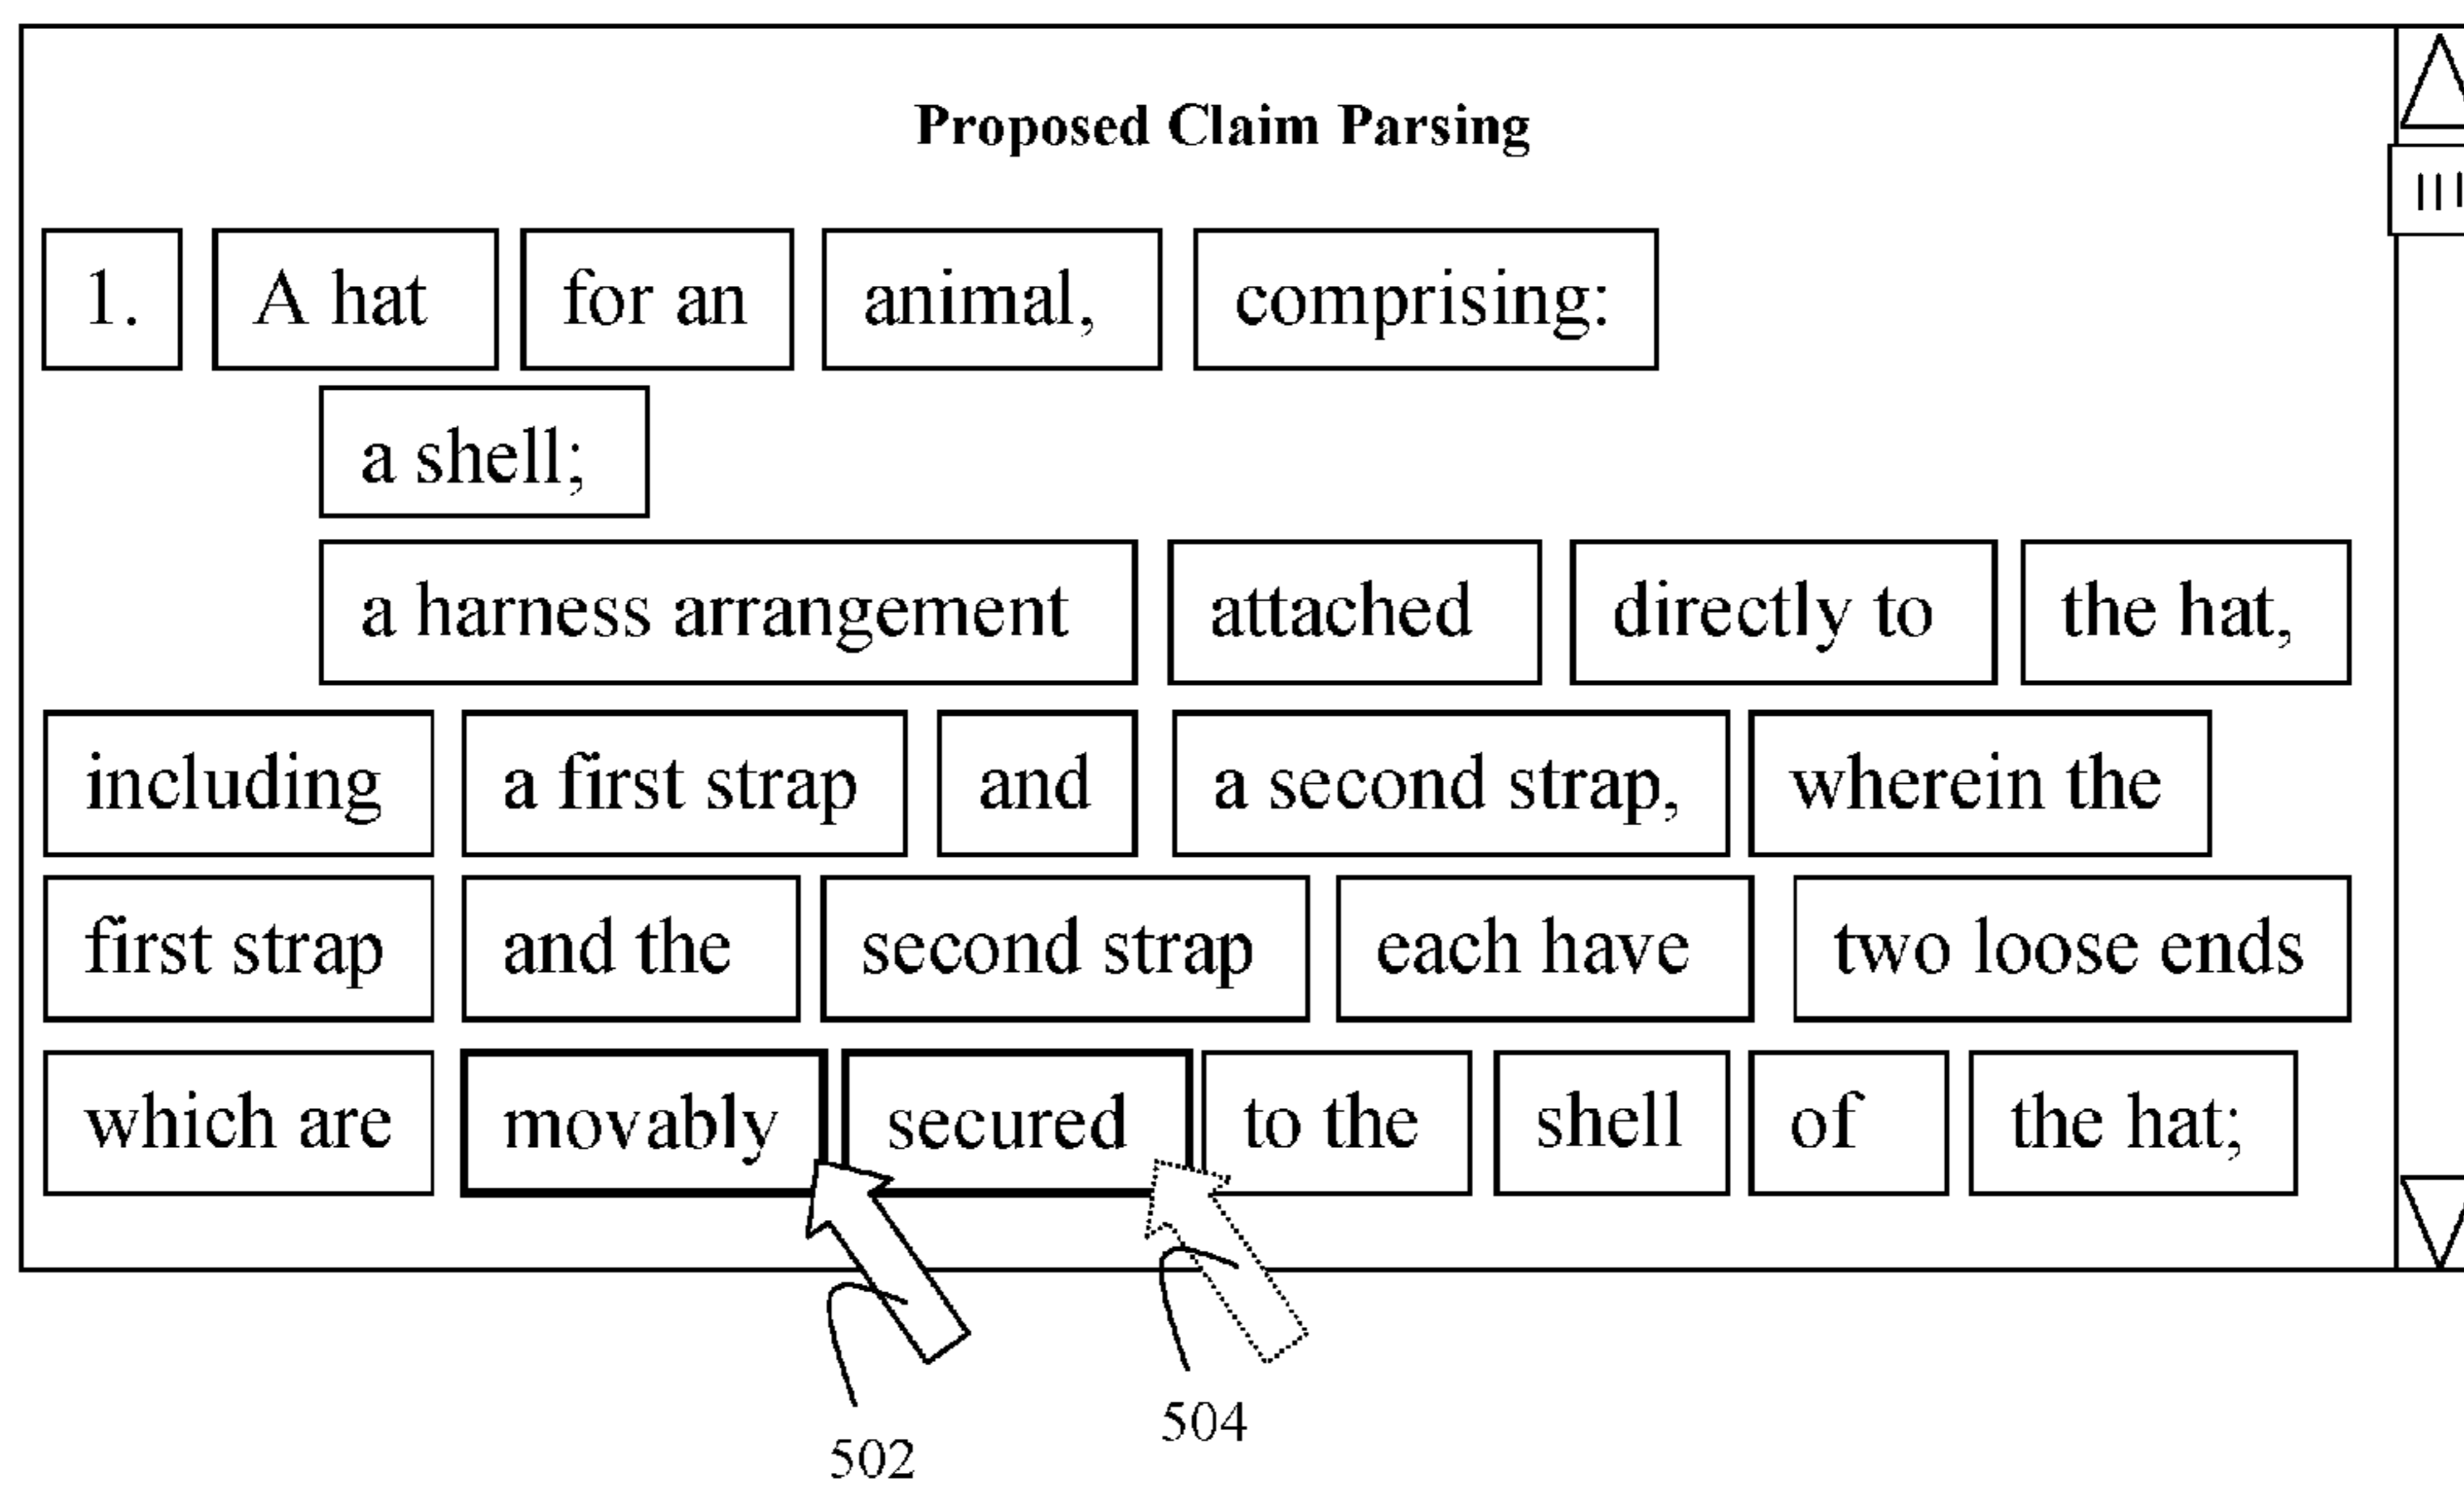 Proposed Claim Parsing
1. A hat for an animal, comprising:
a shell;
a harness arrangement attached directly to the hat,
including a first strap and a second strap, wherein the
first strap and the second strap each have two loose ends
which are movably secured to the shell of the hat;
504
502